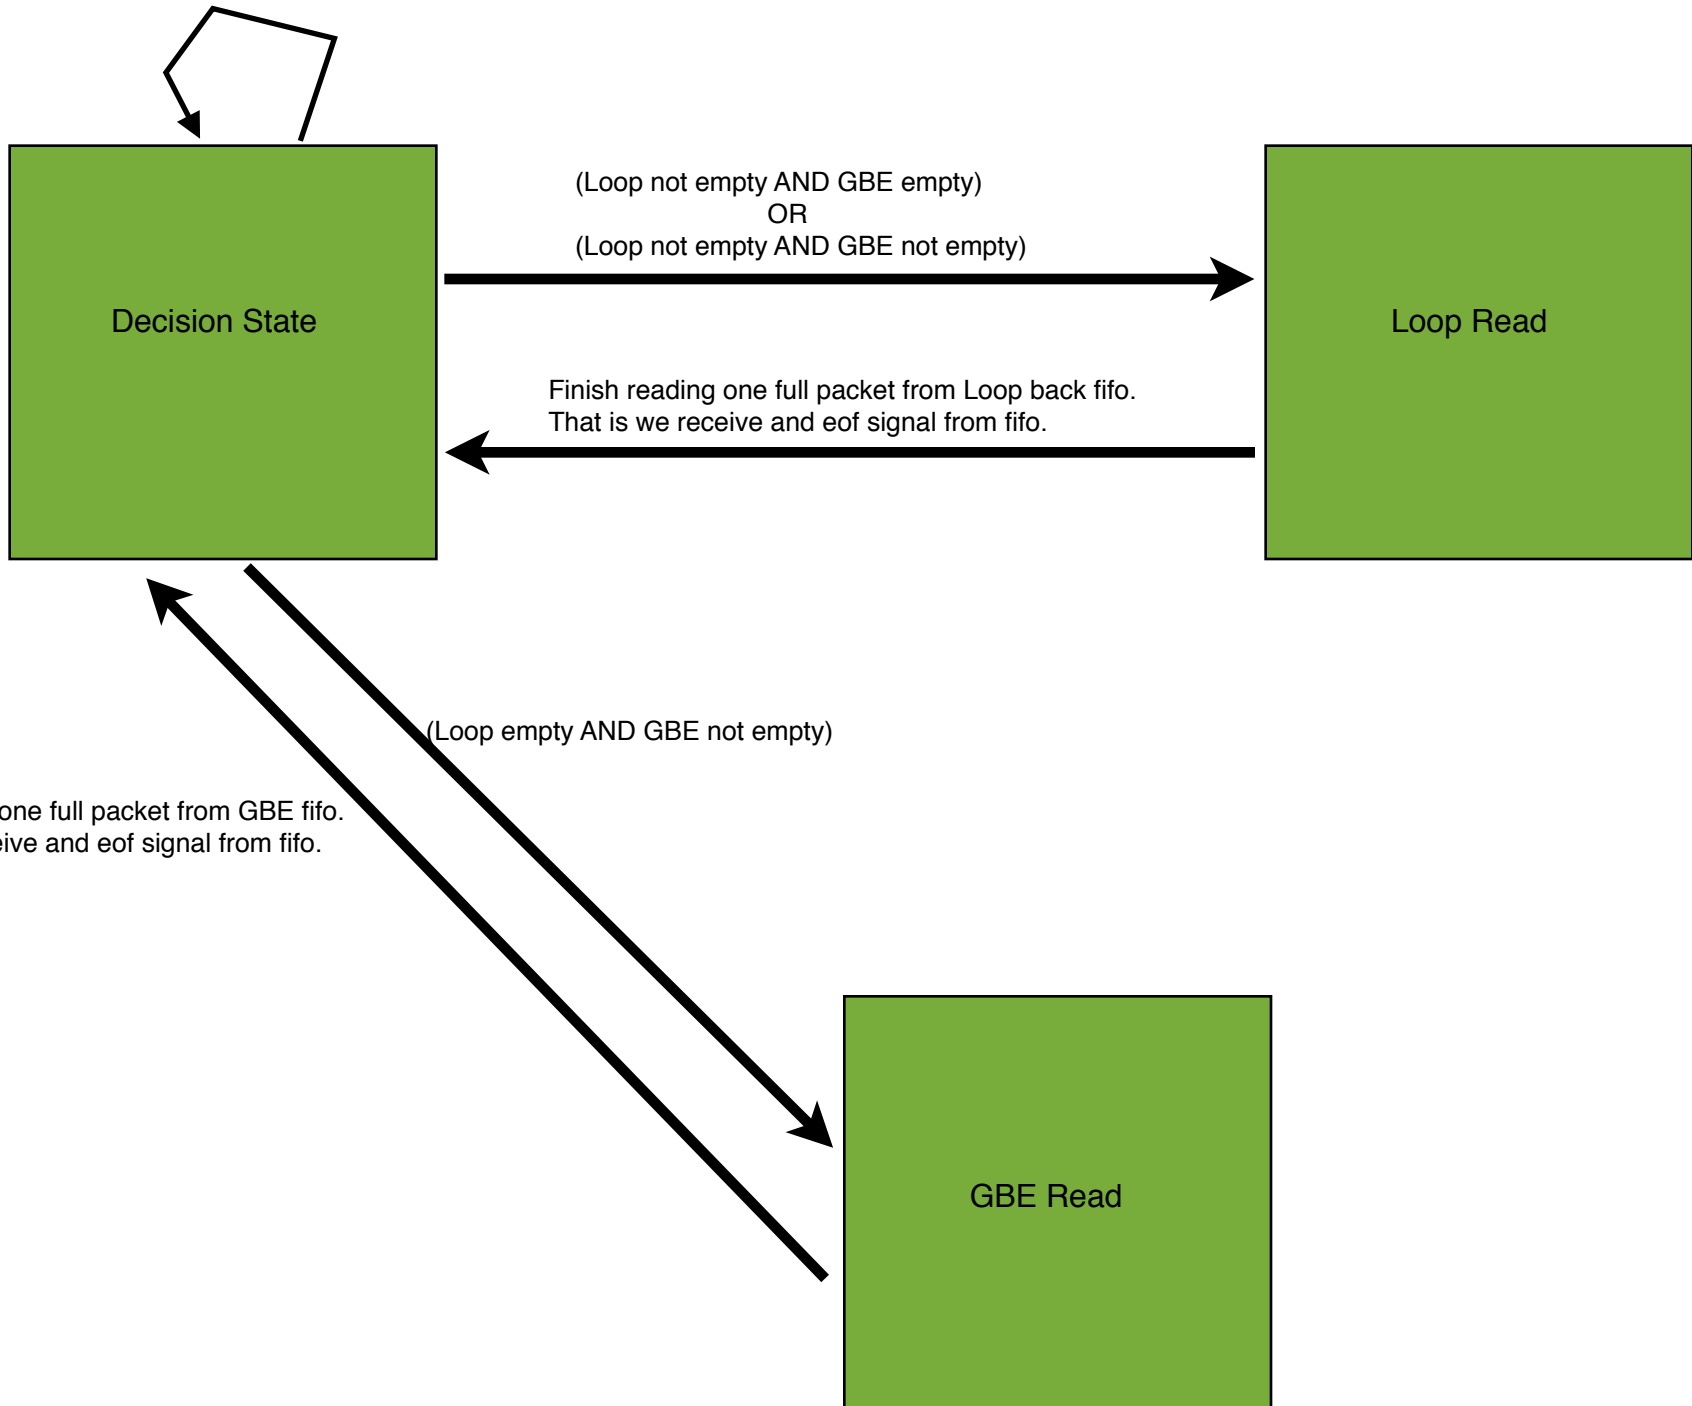 (Loop not empty AND GBE empty)
OR
(Loop not empty AND GBE not empty)
Decision State
Loop Read
Finish reading one full packet from Loop back fifo.
That is we receive and eof signal from fifo.
(Loop empty AND GBE not empty)
one full packet from GBE fifo.
and eof signal from fifo.
GBE Read